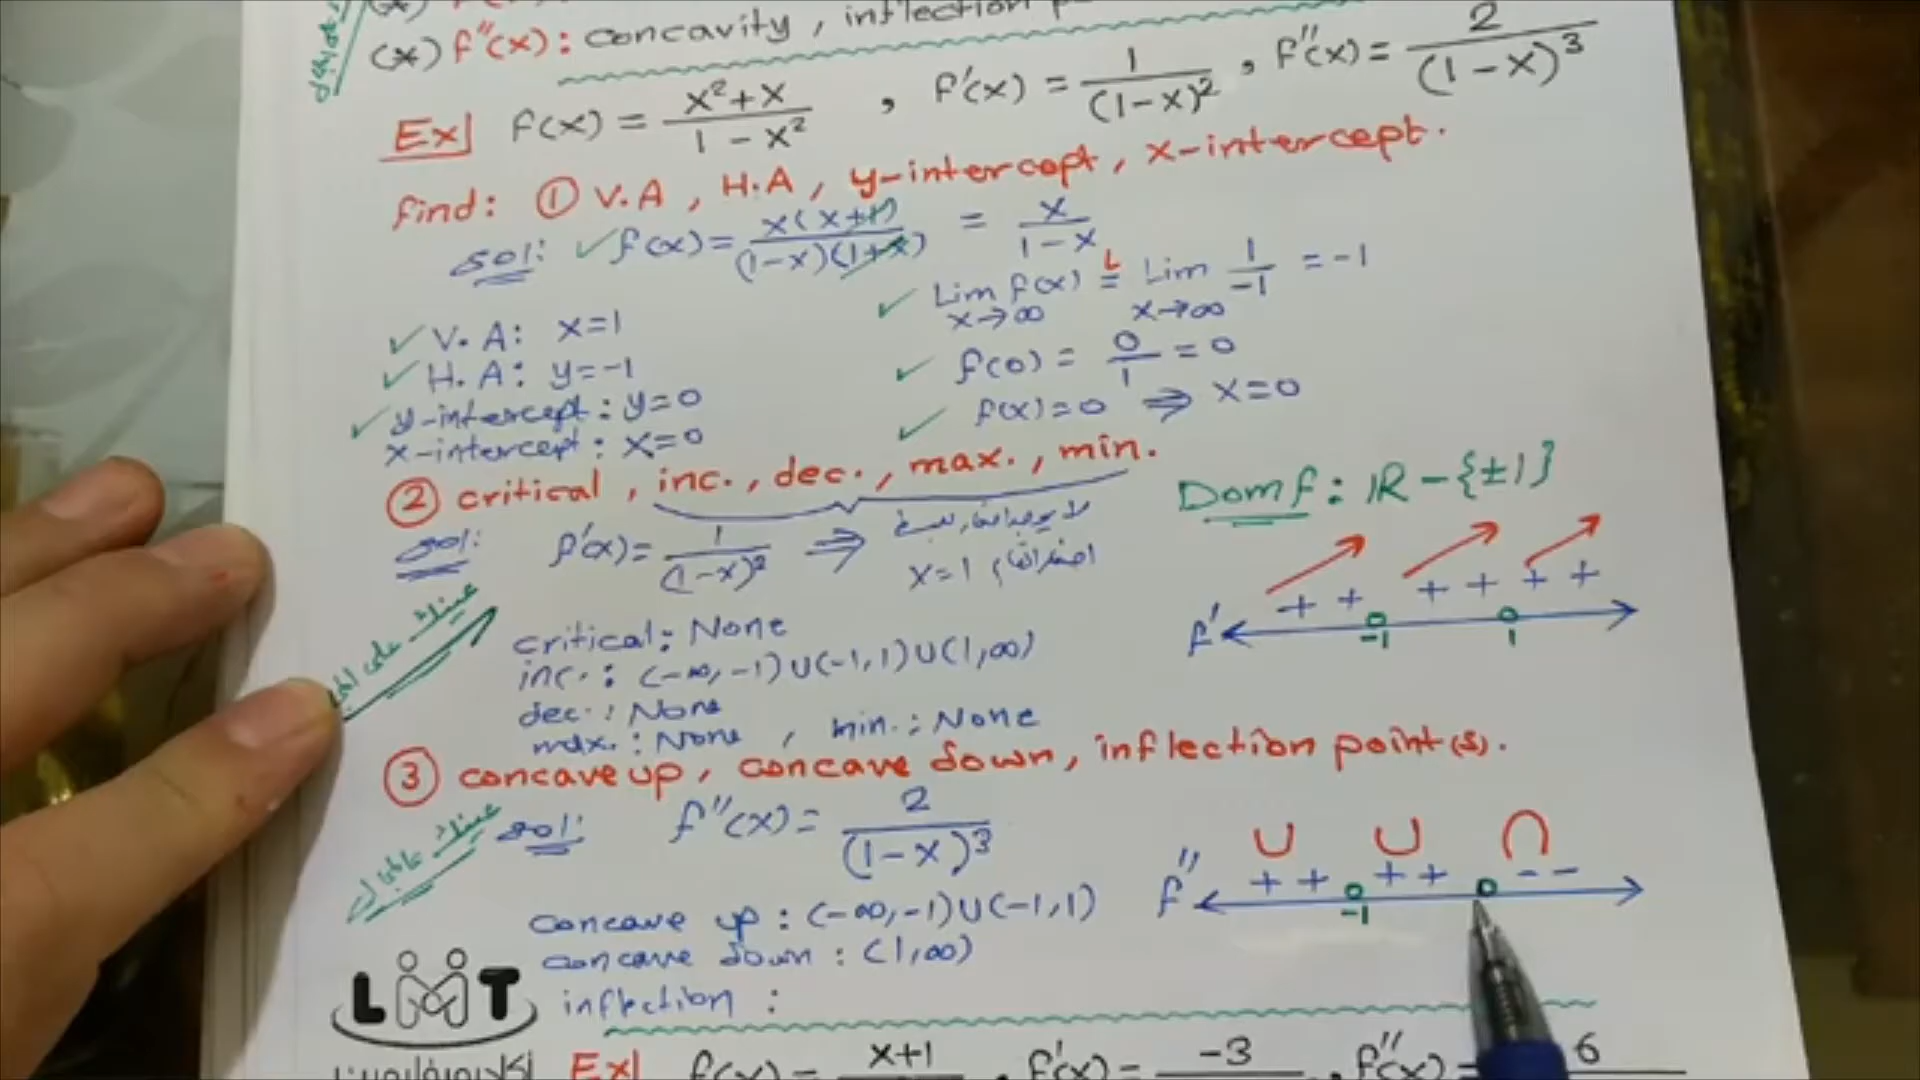 (*) f''(x): concavity, inflection
Ex| f(x) = x²+x / 1-x² , f'(x) = 1/(1-x)² , f''(x) = 2/(1-x)³
find: ① V.A, H.A, y-intercept, x-intercept.
sol: ✓f(x) = x(x+1)/(1-x)(1+x) = x/1-x
✓ Lim f(x) x→∞ L= Lim x→∞ 1/-1 = -1
✓ V.A: x=1
✓ H.A: y=-1
✓ f(0) = 0/1 = 0
✓ y-intercept: y=0
✓ f(x)=0 ⇒ x=0
x-intercept: x=0
② critical, inc., dec., max., min.
Dom f: IR-{±1}
sol: f'(x) = 1/(1-x)² ⇒ x=1
f' + + -1 + + 1 + +
critical: None
inc.: (-∞,-1)∪(-1,1)∪(1,∞)
dec.: None
max.: None, min.: None
③ concave up, concave down, inflection point(s).
sol: f''(x) = 2/(1-x)³
f'' ∪ ∪ ∩
+ + -1 + + - -
concave up: (-∞,-1)∪(-1,1)
concave down: (1,∞)
inflection:
LMT
Ex| f(x) = x+1 , f'(x) = -3 , f''(x) = 6